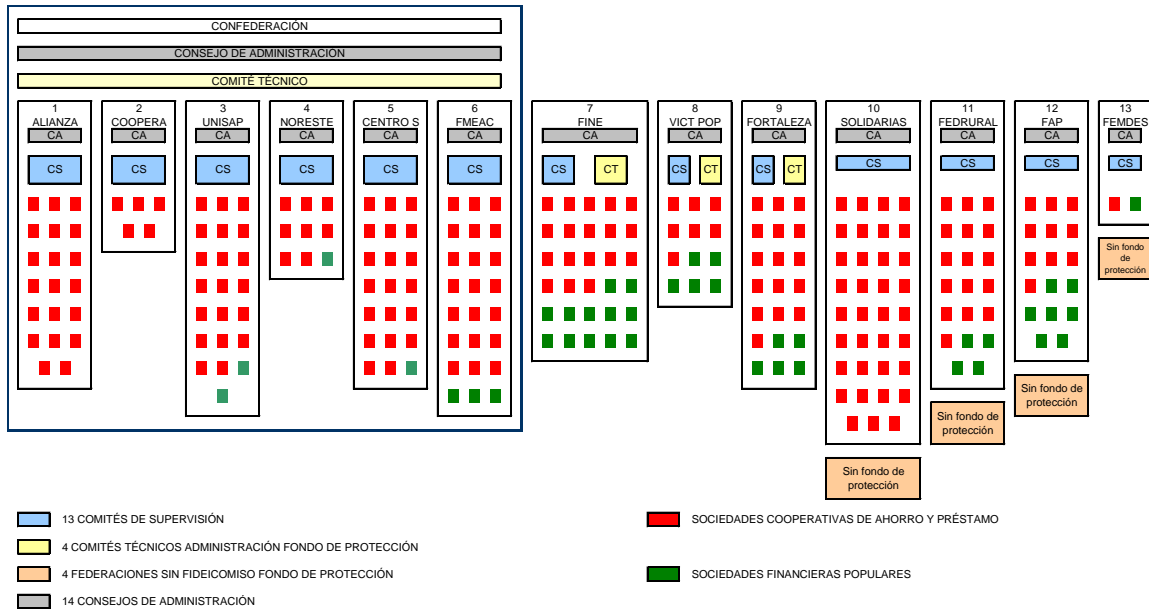 CONFEDERACIÓN
CONSEJO DE ADMINISTRACIÓN
COMITÉ TÉCNICO
1 2 3 4 5 6 7 8 9 10 11 12 13
ALIANZA COOPERA UNISAP NORESTE CENTRO S FMEAC FINE VICT POP FORTALEZA SOLIDARIAS FEDRURAL FAP FEMDES
CA CA CA CA CA CA CA CA CA CA CA CA CA
CS CS CS CS CS CS CS CT CS CT CS CT CS CS CS CS
Sin fondo
de
protección
Sin fondo de
protección
Sin fondo de
protección
Sin fondo de
protección
13 COMITÉS DE SUPERVISIÓN
4 COMITÉS TÉCNICOS ADMINISTRACIÓN FONDO DE PROTECCIÓN
4 FEDERACIONES SIN FIDEICOMISO FONDO DE PROTECCIÓN
14 CONSEJOS DE ADMINISTRACIÓN
SOCIEDADES COOPERATIVAS DE AHORRO Y PRÉSTAMO
SOCIEDADES FINANCIERAS POPULARES